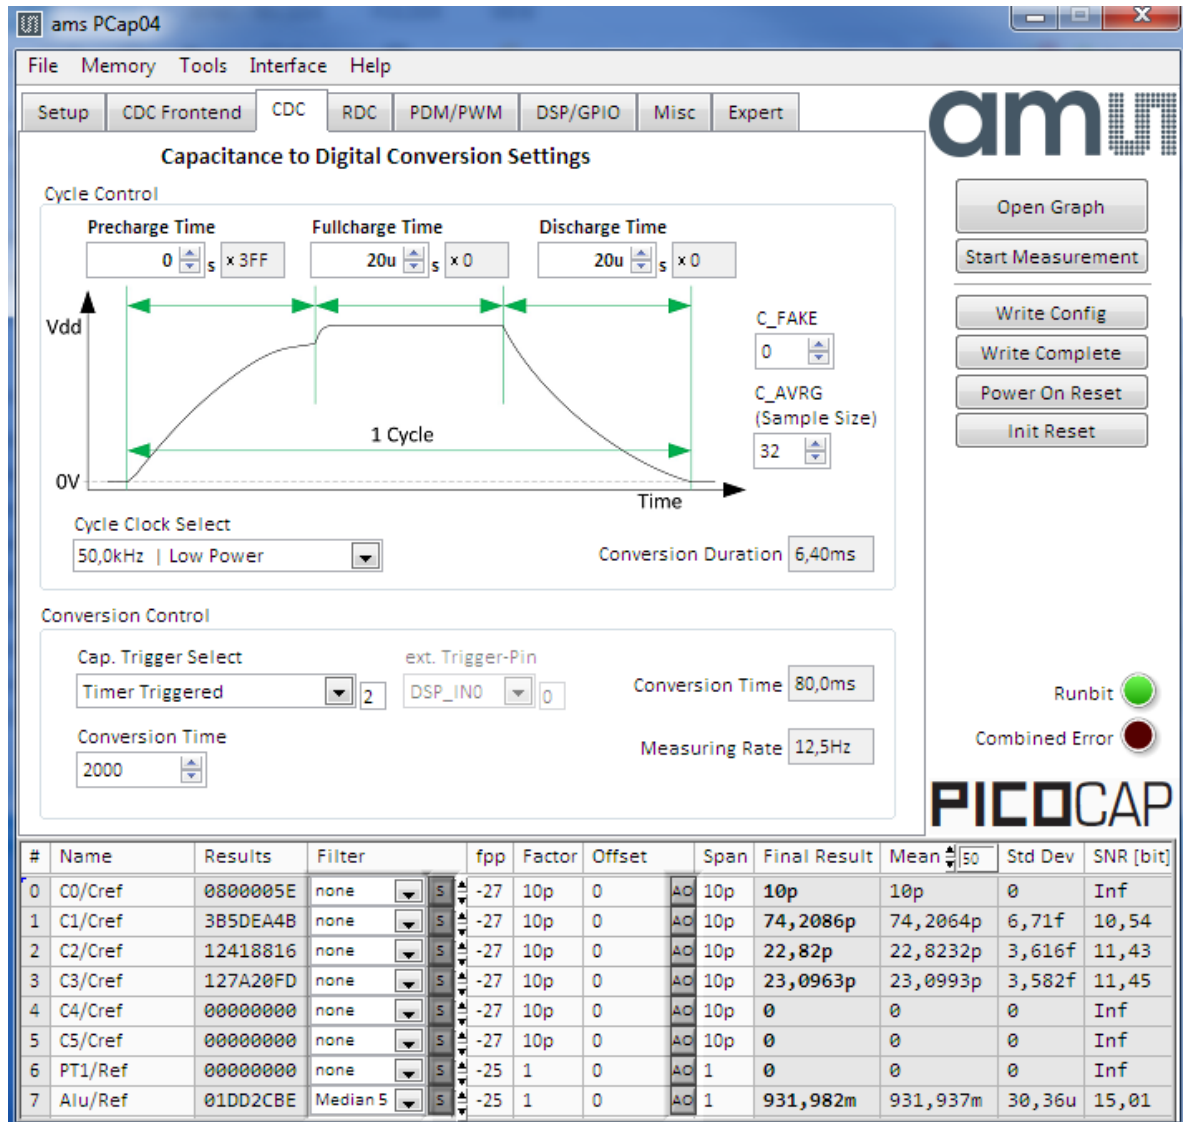 ams PCap04
File Memory Tools Interface Help
Setup CDC Frontend CDC RDC PDM/PWM DSP/GPIO Misc Expert
am
Capacitance to Digital Conversion Settings
Cycle Control
Precharge Time Fullcharge Time Discharge Time
0 s x 3FF 20u s x 0 20u s x 0
Vdd
C_FAKE
0
C_AVRG
(Sample Size)
32
1 Cycle
0V
Time
Cycle Clock Select
50,0kHz | Low Power
Conversion Duration 6,40ms
Open Graph
Start Measurement
Write Config
Write Complete
Power On Reset
Init Reset
Conversion Control
Cap. Trigger Select ext. Trigger-Pin
Timer Triggered 2 DSP_IN0 0
Conversion Time 80,0ms
Conversion Time
2000
Measuring Rate 12,5Hz
Runbit
Combined Error
PICOCAP
# Name Results Filter fpp Factor Offset Span Final Result Mean 50 Std Dev SNR [bit]
0 C0/Cref 0800005E none S -27 10p 0 AO 10p 10p 10p 0 Inf
1 C1/Cref 3B5DEA4B none S -27 10p 0 AO 10p 74,2086p 74,2064p 6,71f 10,54
2 C2/Cref 12418816 none S -27 10p 0 AO 10p 22,82p 22,8232p 3,616f 11,43
3 C3/Cref 127A20FD none S -27 10p 0 AO 10p 23,0963p 23,0993p 3,582f 11,45
4 C4/Cref 00000000 none S -27 10p 0 AO 10p 0 0 0 Inf
5 C5/Cref 00000000 none S -27 10p 0 AO 10p 0 0 0 Inf
6 PT1/Ref 00000000 none S -25 1 0 AO 1 0 0 0 Inf
7 Alu/Ref 01DD2CBE Median 5 S -25 1 0 AO 1 931,982m 931,937m 30,36u 15,01